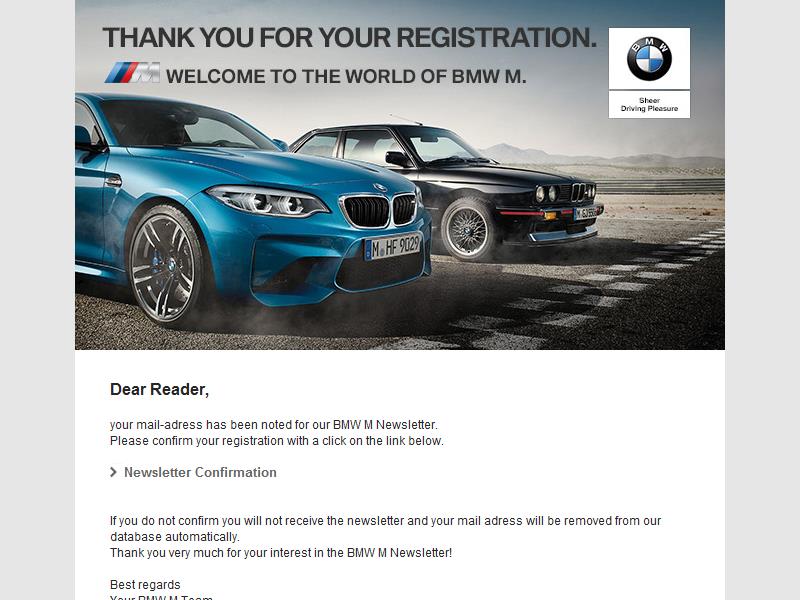 THANK YOU FOR YOUR REGISTRATION.
WELCOME TO THE WORLD OF BMW M.
BMW
Sheer
Driving Pleasure
M HF 9029
Dear Reader,
your mail-adress has been noted for our BMW M Newsletter.
Please confirm your registration with a click on the link below.
Newsletter Confirmation
If you do not confirm you will not receive the newsletter and your mail adress will be removed from our
database automatically.
Thank you very much for your interest in the BMW M Newsletter!
Best regards
Your BMW M Team